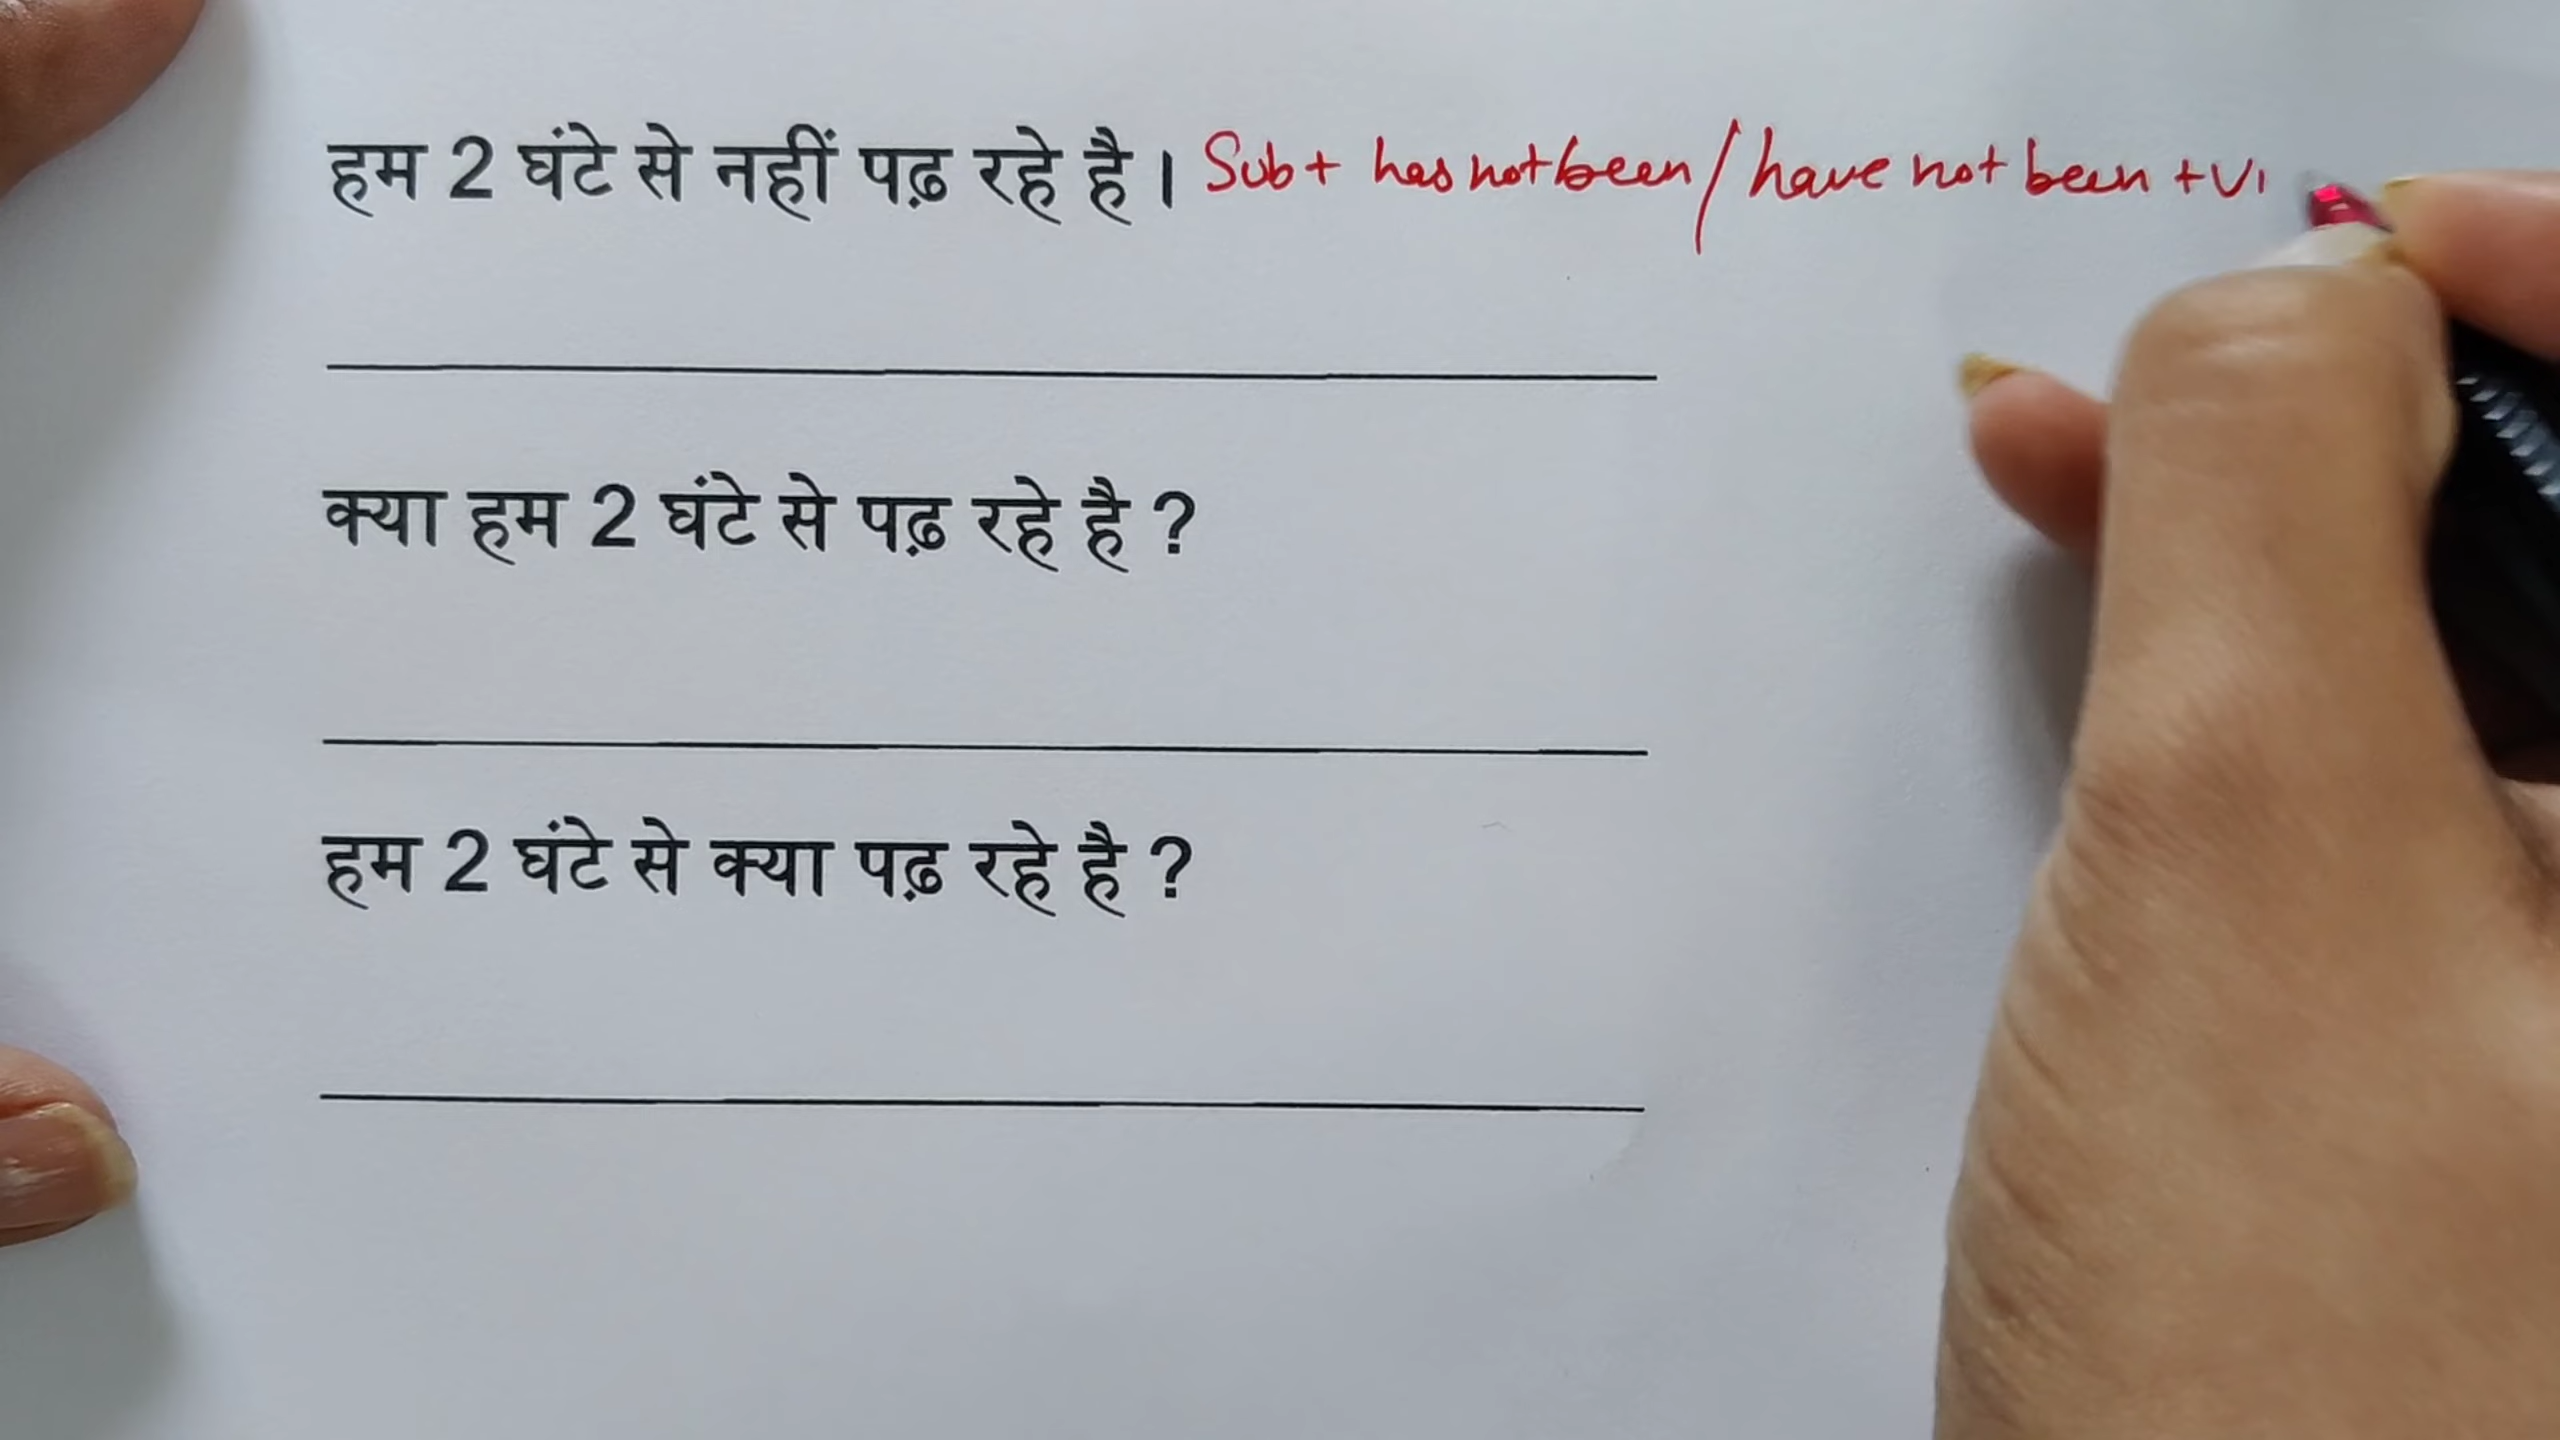 हम 2 घंटे से नहीं पढ़ रहे है । Sub + has not been / have not been + V1
क्या हम 2 घंटे से पढ़ रहे है ?
हम 2 घंटे से क्या पढ़ रहे है ?